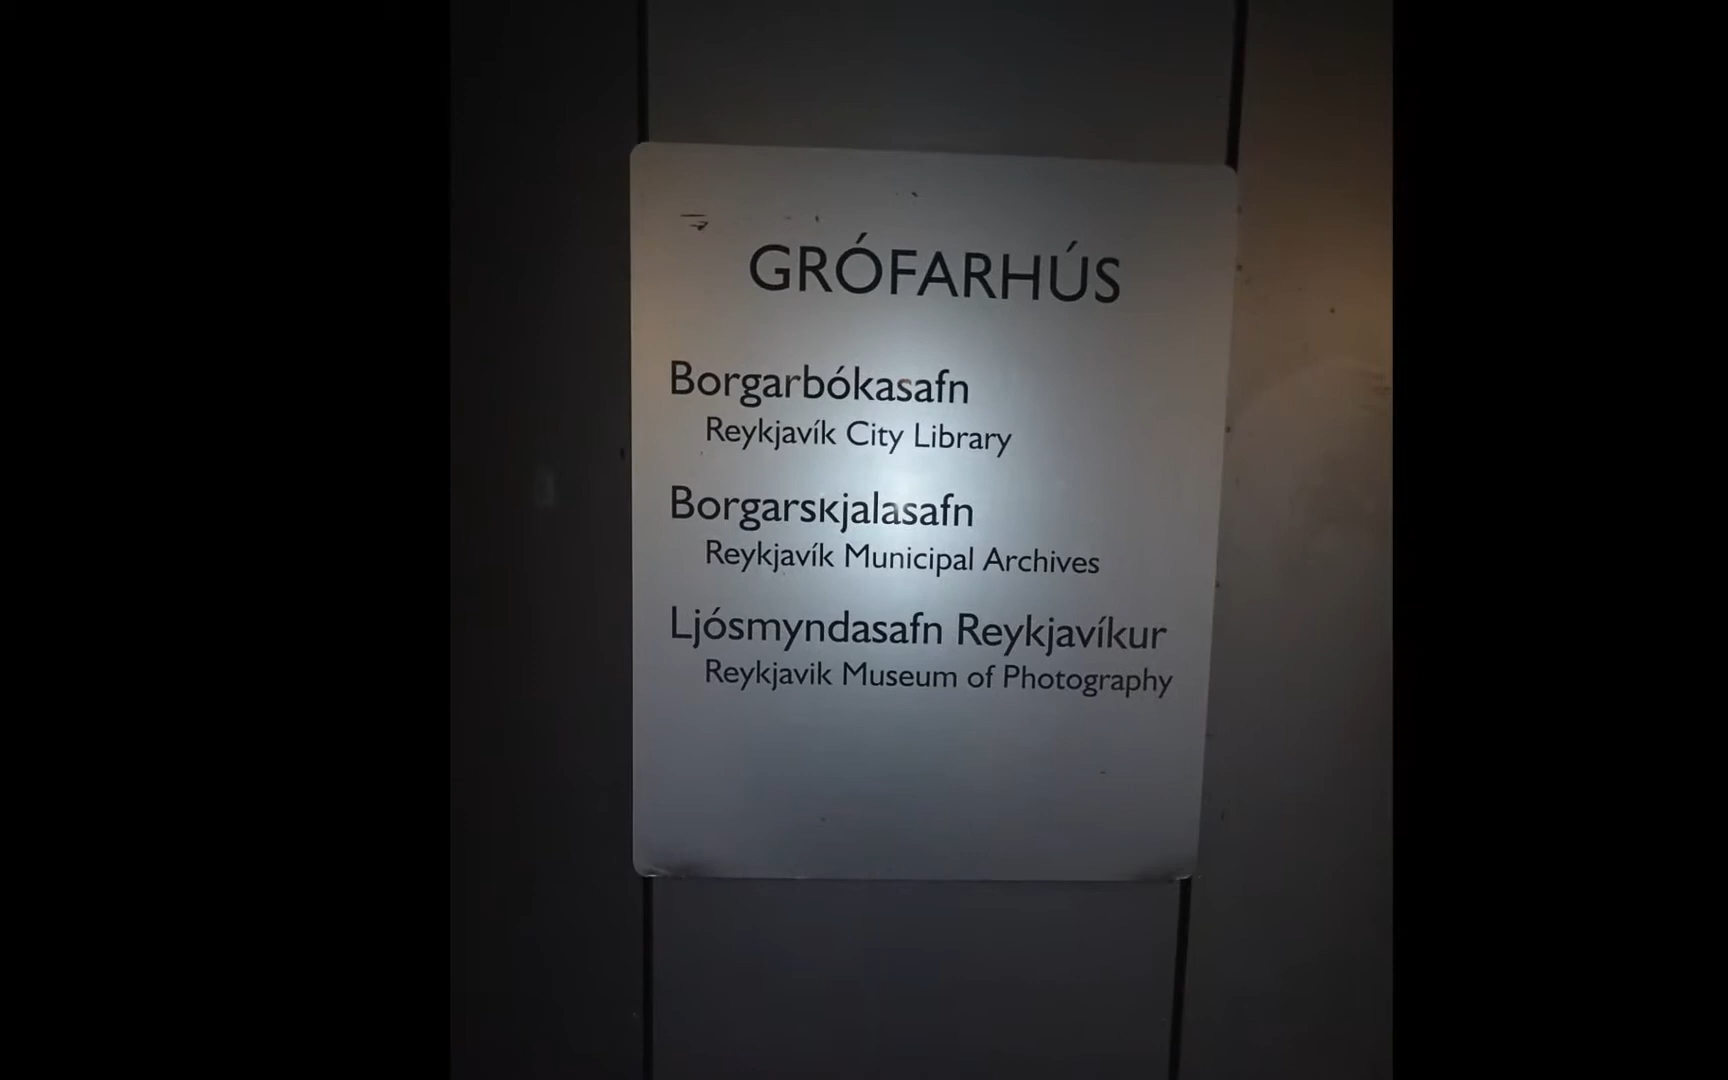 GRÓFARHÚS
Borgarbókasafn
Reykjavík City Library
Borgarskjalasafn
Reykjavík Municipal Archives
Ljósmyndasafn Reykjavíkur
Reykjavik Museum of Photography